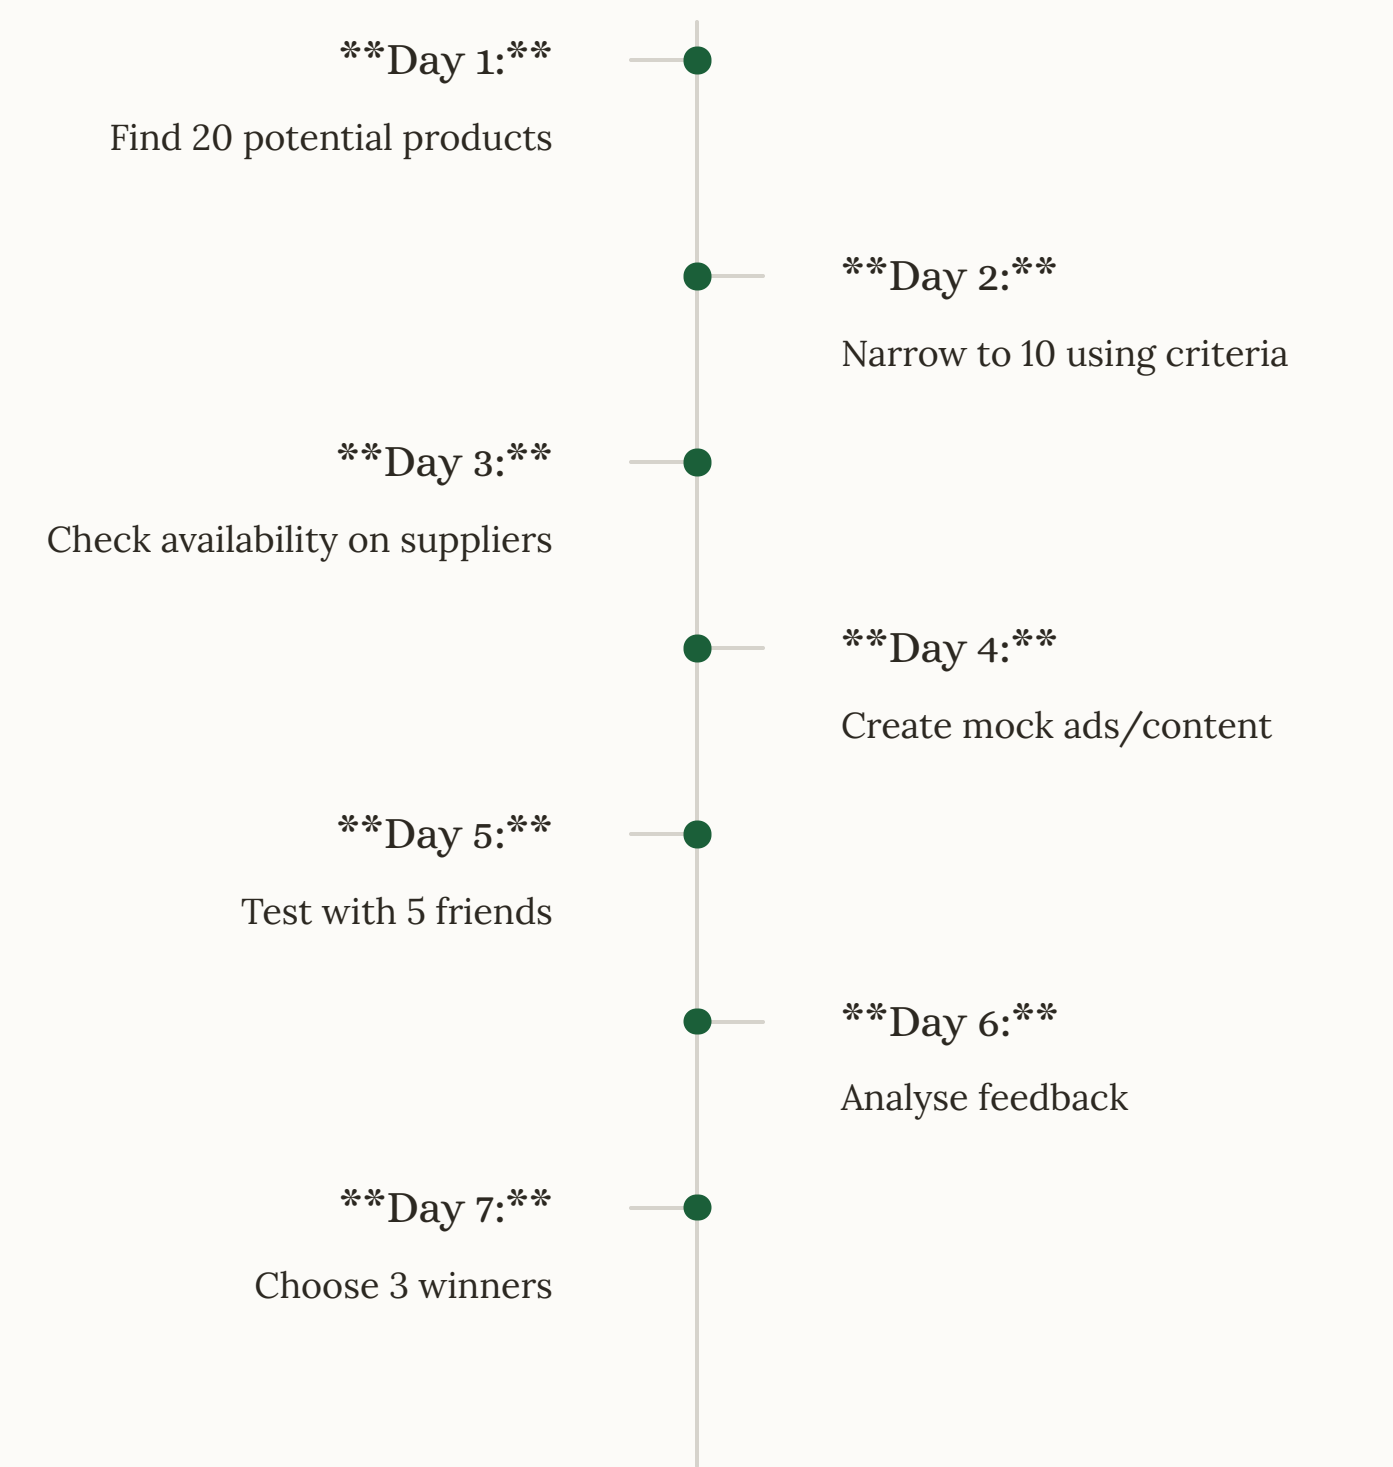 **Day 1:**
Find 20 potential products
**Day 2:**
Narrow to 10 using criteria
**Day 3:**
Check availability on suppliers
**Day 4:**
Create mock ads/content
**Day 5:**
Test with 5 friends
**Day 6:**
Analyse feedback
**Day 7:**
Choose 3 winners